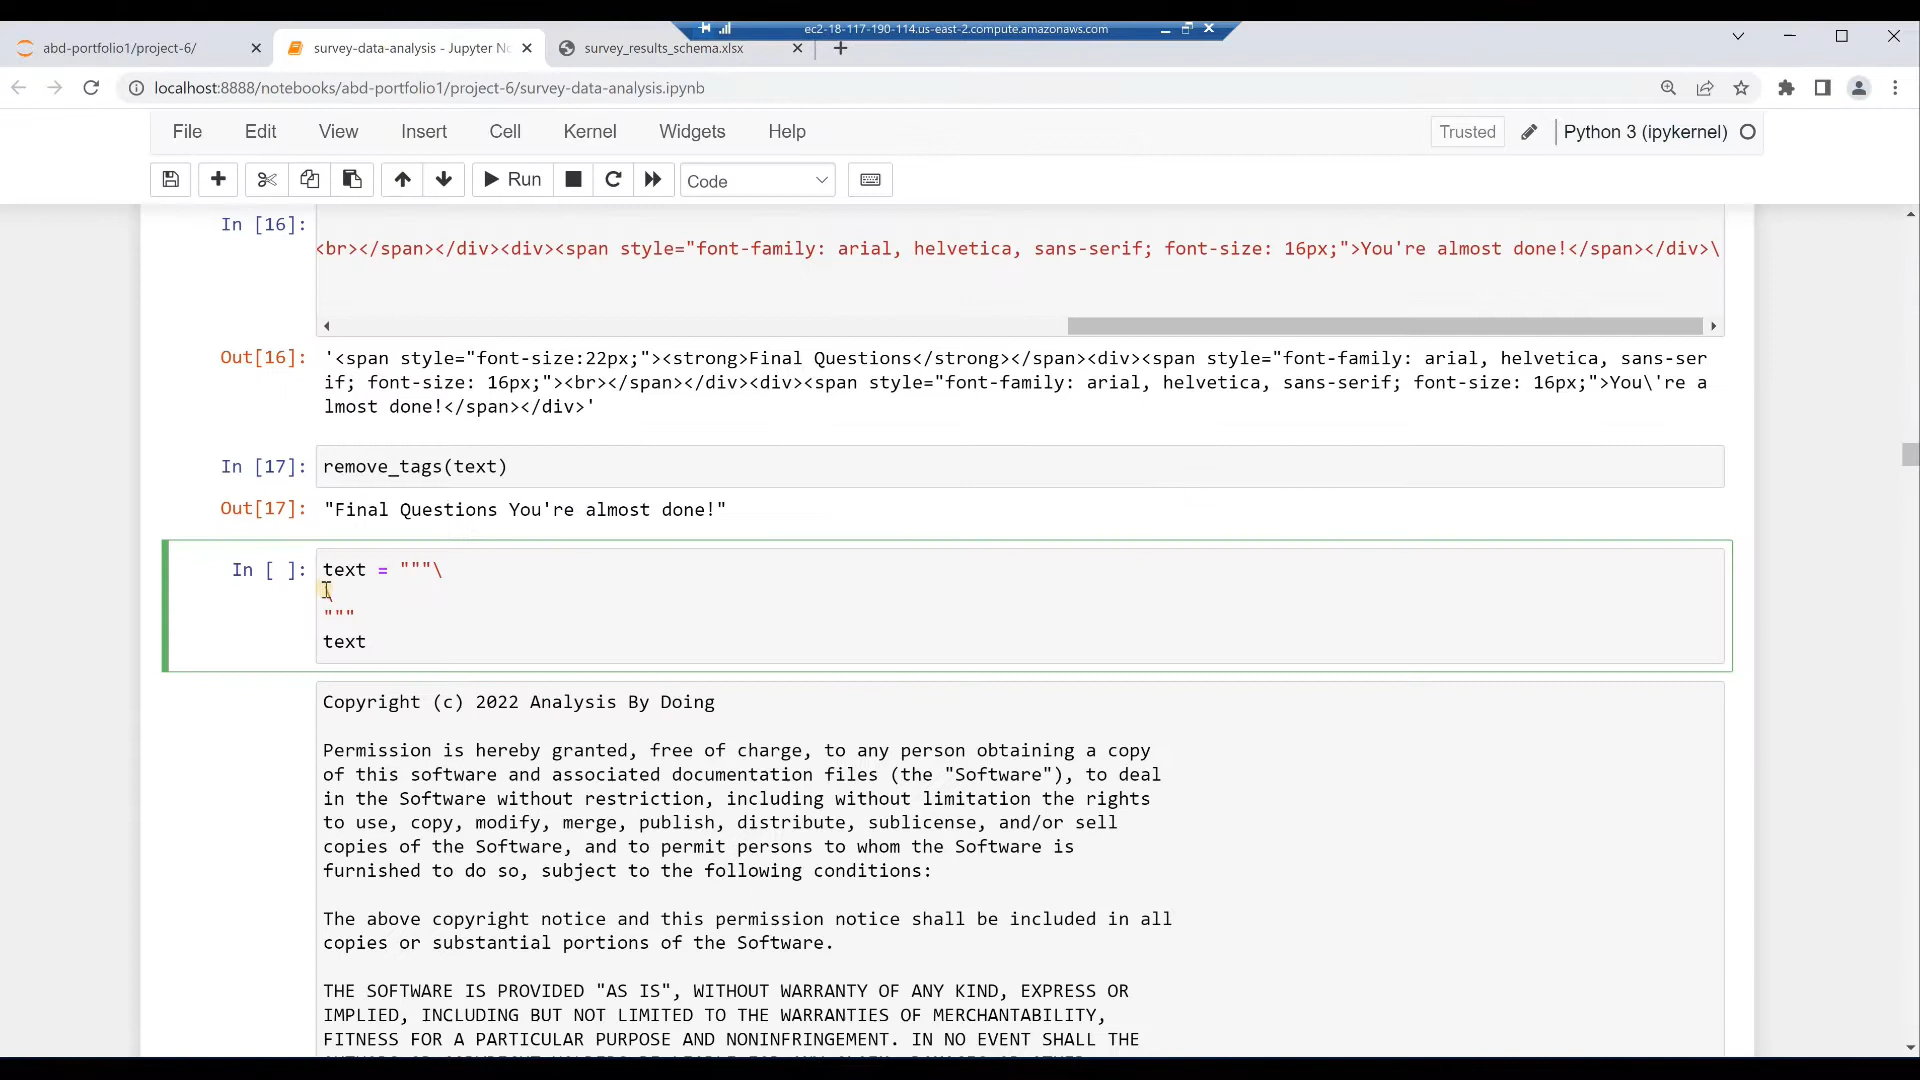 ec2-18-117-190-114.us-east-2.compute.amazonaws.com
abd-portfolio1/project-6/
survey-data-analysis - Jupyter No
survey_results_schema.xlsx
localhost:8888/notebooks/abd-portfolio1/project-6/survey-data-analysis.ipynb
File Edit View Insert Cell Kernel Widgets Help
Trusted
Python 3 (ipykernel)
Run
Code
In [16]:
<br></span></div><div><span style="font-family: arial, helvetica, sans-serif; font-size: 16px;">You're almost done!</span></div>\
Out[16]: '<span style="font-size:22px;"><strong>Final Questions</strong></span><div><span style="font-family: arial, helvetica, sans-ser
if; font-size: 16px;"><br></span></div><div><span style="font-family: arial, helvetica, sans-serif; font-size: 16px;">You\'re a
lmost done!</span></div>'
In [17]: remove_tags(text)
Out[17]: "Final Questions You're almost done!"
In [ ]: text = """\
\
"""
text
Copyright (c) 2022 Analysis By Doing
Permission is hereby granted, free of charge, to any person obtaining a copy
of this software and associated documentation files (the "Software"), to deal
in the Software without restriction, including without limitation the rights
to use, copy, modify, merge, publish, distribute, sublicense, and/or sell
copies of the Software, and to permit persons to whom the Software is
furnished to do so, subject to the following conditions:
The above copyright notice and this permission notice shall be included in all
copies or substantial portions of the Software.
THE SOFTWARE IS PROVIDED "AS IS", WITHOUT WARRANTY OF ANY KIND, EXPRESS OR
IMPLIED, INCLUDING BUT NOT LIMITED TO THE WARRANTIES OF MERCHANTABILITY,
FITNESS FOR A PARTICULAR PURPOSE AND NONINFRINGEMENT. IN NO EVENT SHALL THE